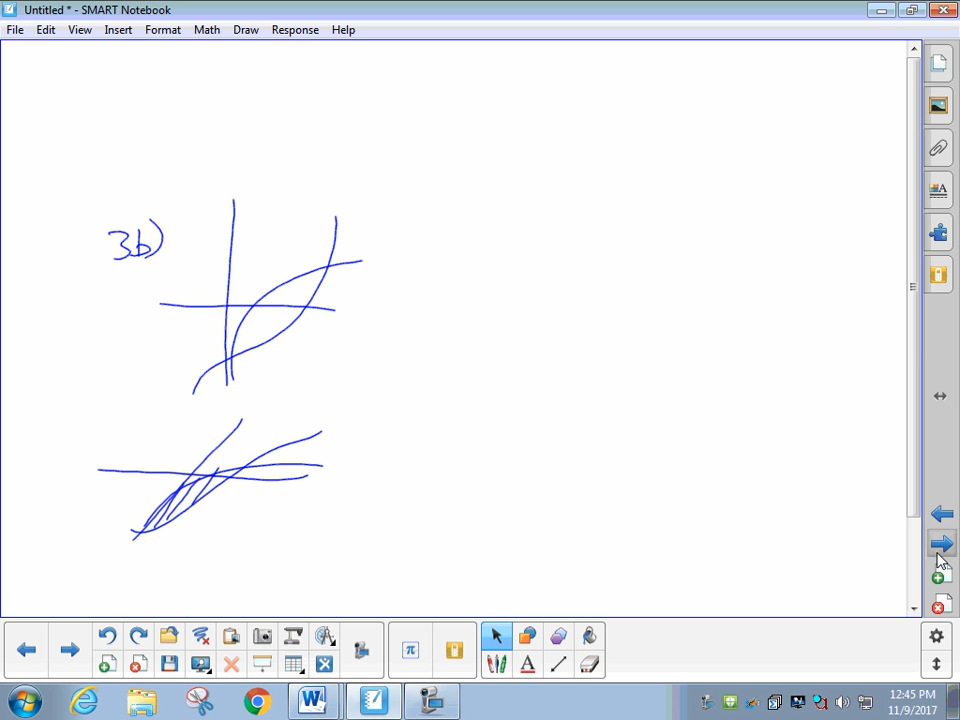 Untitled * - SMART Notebook
File Edit View Insert Format Math Draw Response Help
3b)
π
12:45 PM
11/9/2017